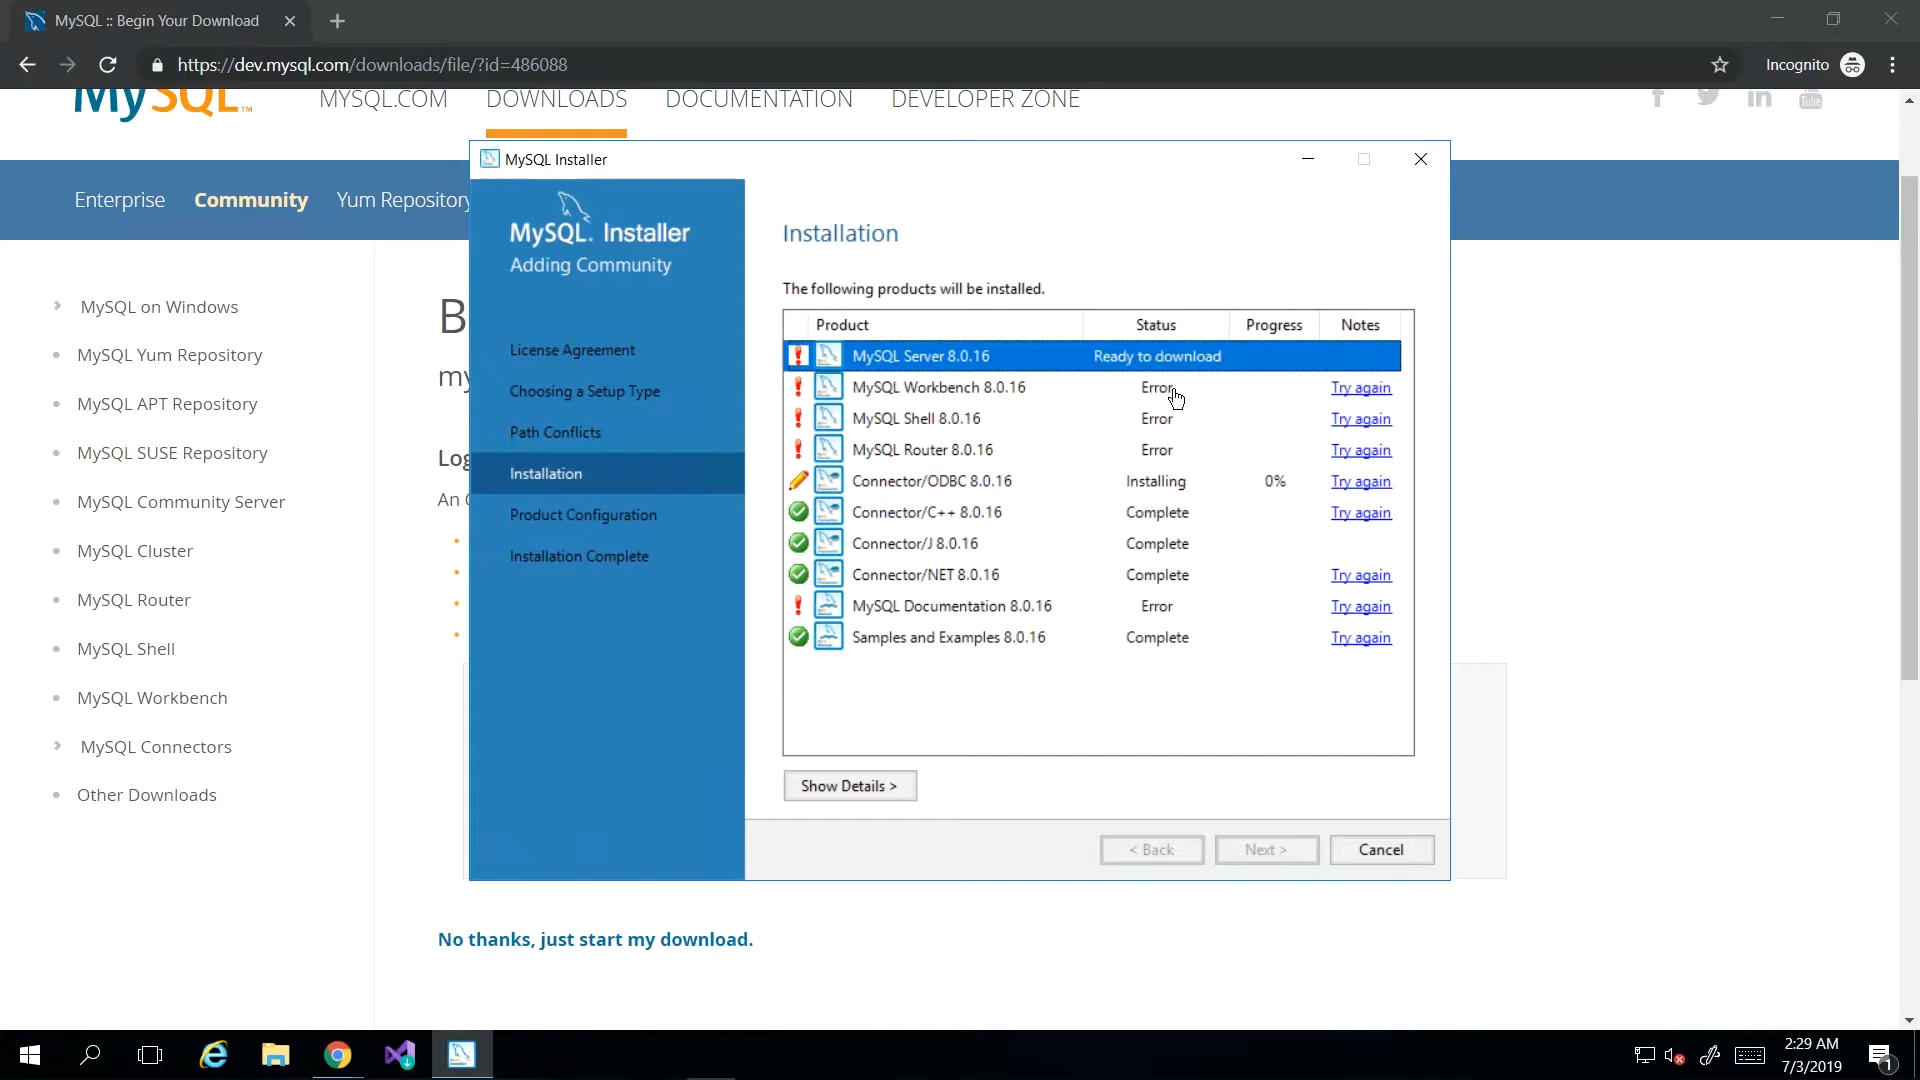 MySQL :: Begin Your Download
https://dev.mysql.com/downloads/file/?id=486088
Incognito
MySQL™
MYSQL.COM
DOWNLOADS
DOCUMENTATION
DEVELOPER ZONE
Enterprise
Community
Yum Repository
MySQL on Windows
MySQL Yum Repository
MySQL APT Repository
MySQL SUSE Repository
MySQL Community Server
MySQL Cluster
MySQL Router
MySQL Shell
MySQL Workbench
MySQL Connectors
Other Downloads
MySQL Installer
MySQL. Installer
Adding Community
License Agreement
Choosing a Setup Type
Path Conflicts
Installation
Product Configuration
Installation Complete
Installation
The following products will be installed.
Product Status Progress Notes
MySQL Server 8.0.16 Ready to download
MySQL Workbench 8.0.16 Error Try again
MySQL Shell 8.0.16 Error Try again
MySQL Router 8.0.16 Error Try again
Connector/ODBC 8.0.16 Installing 0% Try again
Connector/C++ 8.0.16 Complete Try again
Connector/J 8.0.16 Complete
Connector/NET 8.0.16 Complete Try again
MySQL Documentation 8.0.16 Error Try again
Samples and Examples 8.0.16 Complete Try again
Show Details >
< Back
Next >
Cancel
No thanks, just start my download.
2:29 AM
7/3/2019
1